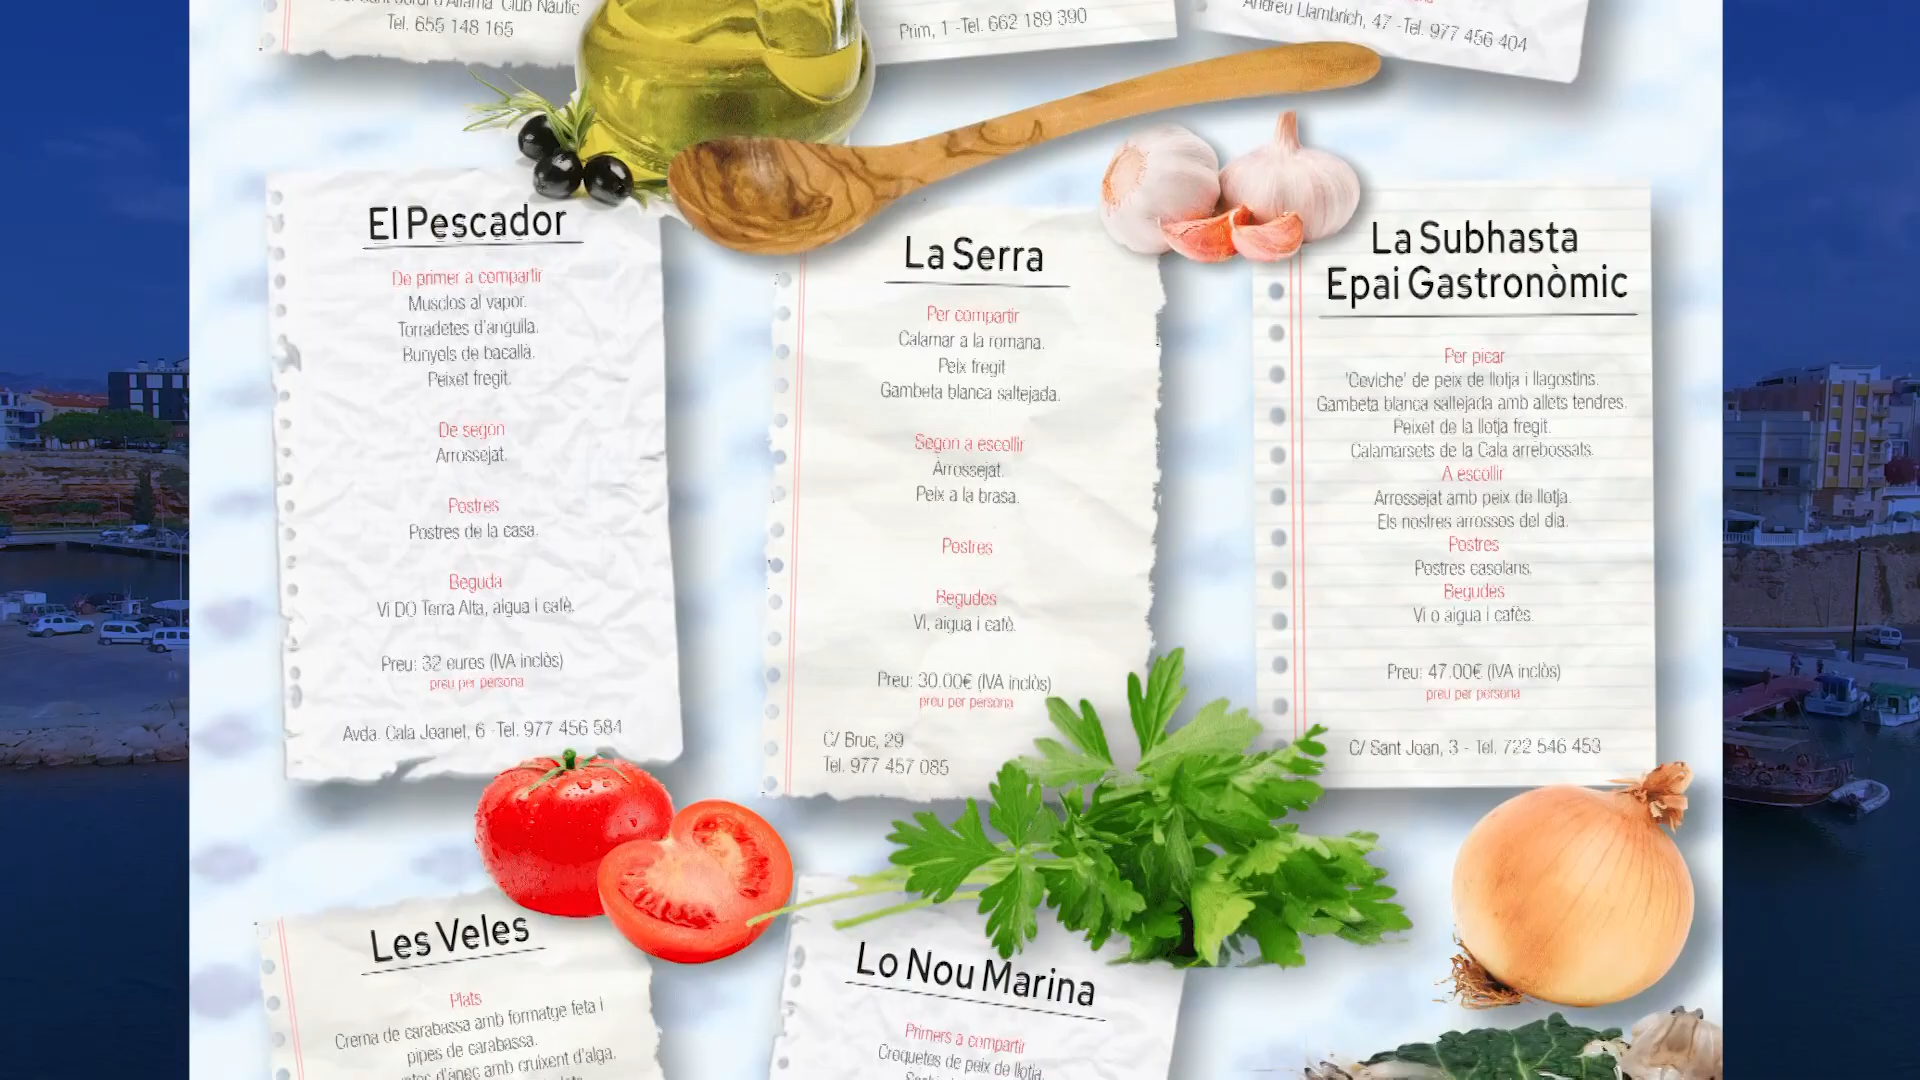 Tel. 655 148 165
Prim, 1 -Tel. 662 189 390
Andreu Llambrich, 47 -Tel. 977 456 404
El Pescador
De primer a compartir
Musclos al vapor.
Torradetes d'anguila.
Bunyols de bacallà.
Peixet fregit.
De segon
Arrossejat.
Postres
Postres de la casa.
Beguda
Vi DO Terra Alta, aigua i cafè.
Preu: 32 euros (IVA inclòs)
preu per persona
Avda. Cala Joanet, 6 -Tel. 977 456 584
La Serra
Per compartir
Calamar a la romana.
Peix fregit
Gambeta blanca saltejada.
Segon a escollir
Arrossejat.
Peix a la brasa.
Postres
Begudes
Vi, aigua i cafè.
Preu: 30.00€ (IVA inclòs)
preu per persona
C/ Bruc, 29
Tel. 977 457 085
La Subhasta
Epai Gastronòmic
Per picar
'Ceviche' de peix de llotja i llagostins.
Gambeta blanca saltejada amb allets tendres.
Peixet de la llotja fregit.
Calamarsets de la Cala arrebossats.
A escollir
Arrossejat amb peix de llotja.
Els nostres arrossos del dia.
Postres
Postres casolans.
Begudes
Vi o aigua i cafès.
Preu: 47.00€ (IVA inclòs)
preu per persona
C/ Sant Joan, 3 - Tel. 722 546 453
Les Veles
Plats
Crema de carabassa amb formatge feta i
pipes de carabassa.
d'ànec amb cruixent d'alga.
Lo Nou Marina
Primers a compartir
Croquetes de peix de llotja.